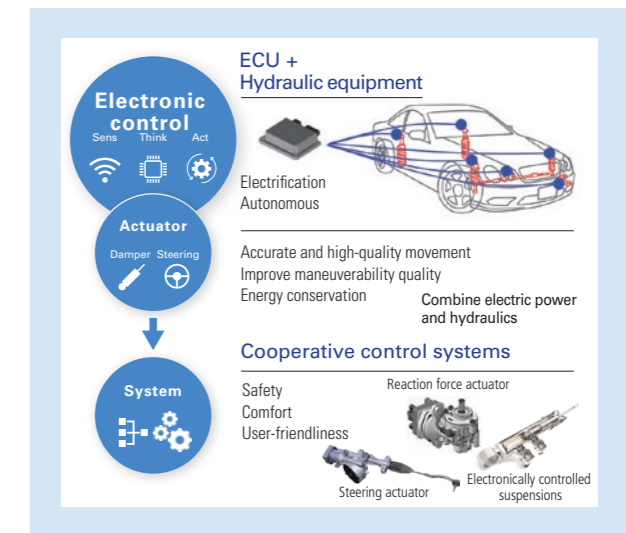 Electronic
control
Sens Think Act
Actuator
Damper Steering
System
ECU +
Hydraulic equipment
Electrification
Autonomous
Accurate and high-quality movement
Improve maneuverability quality
Energy conservation
Combine electric power
and hydraulics
Cooperative control systems
Safety
Comfort
User-friendliness
Reaction force actuator
Steering actuator
Electronically controlled
suspensions